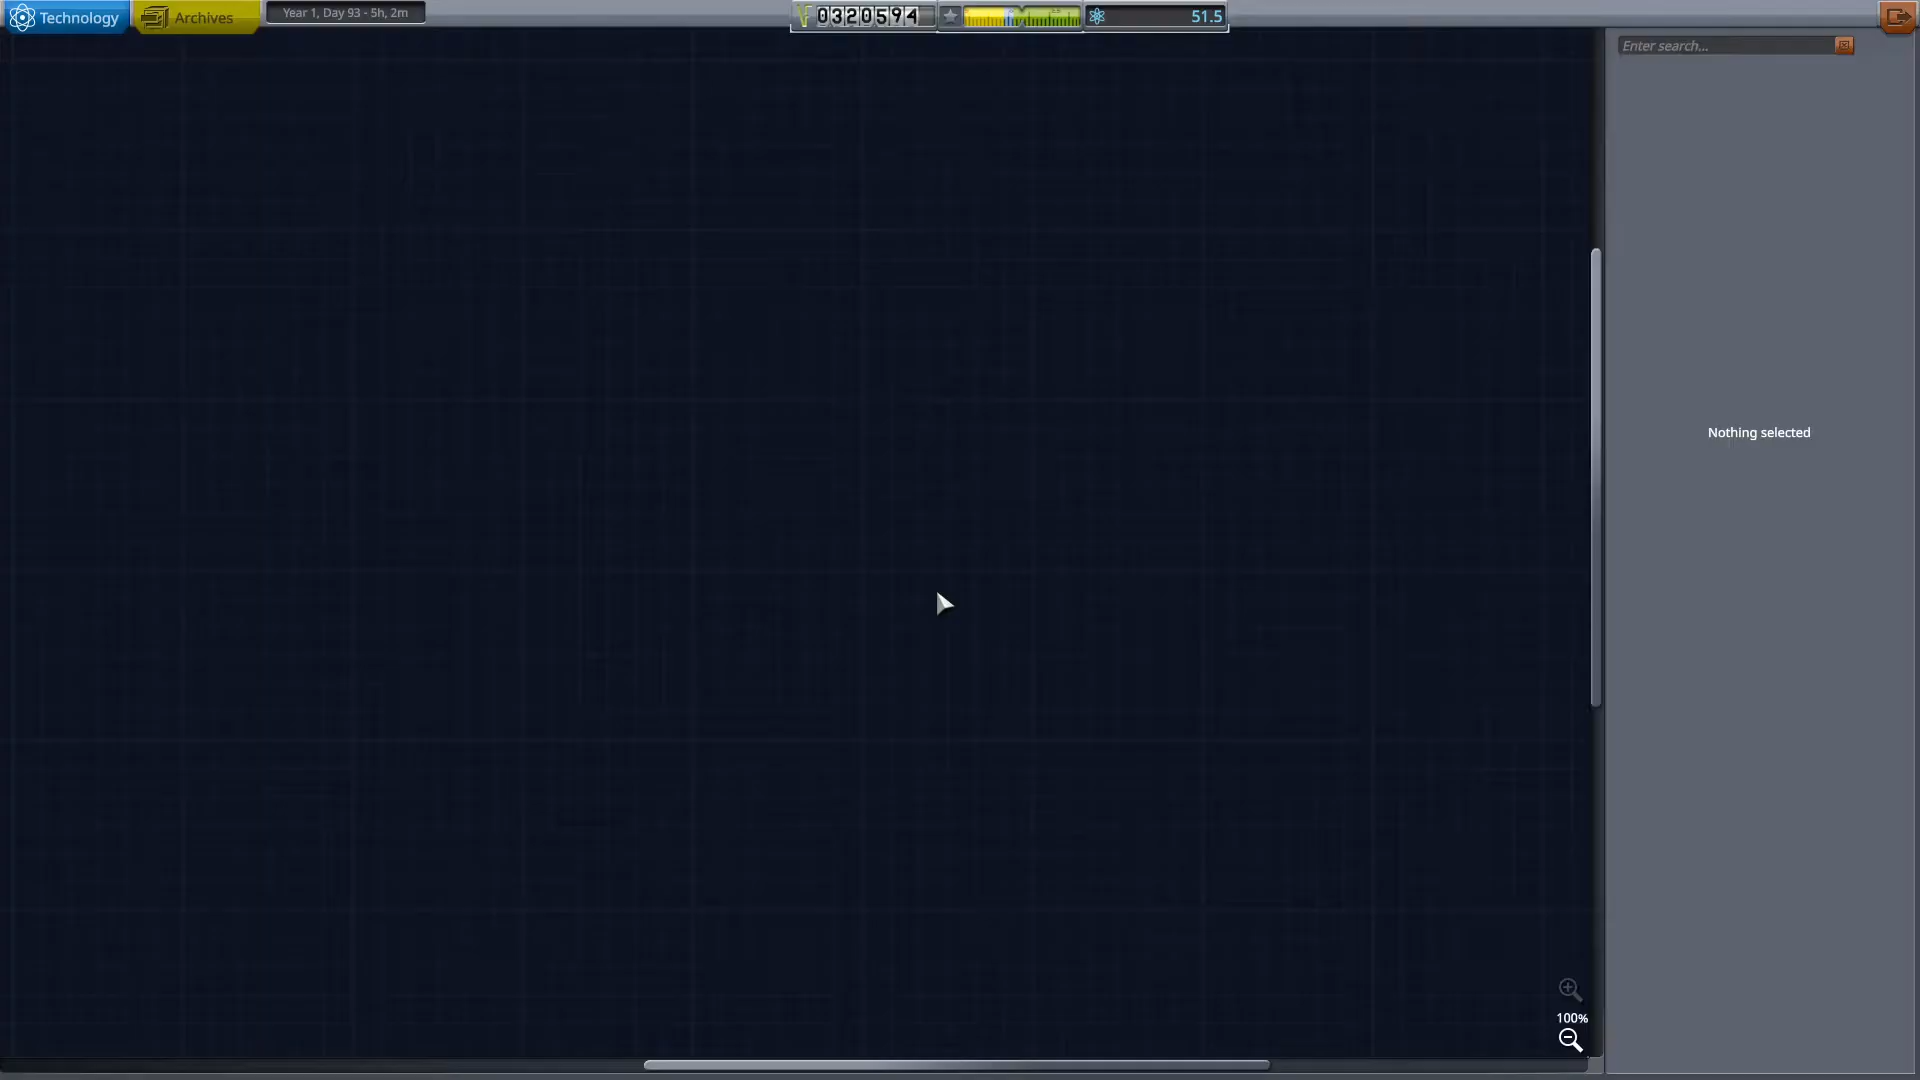 Technology
Archives
Year 1, Day 93 - 5h, 2m
0320594
51.5
Enter search...
Nothing selected
100%